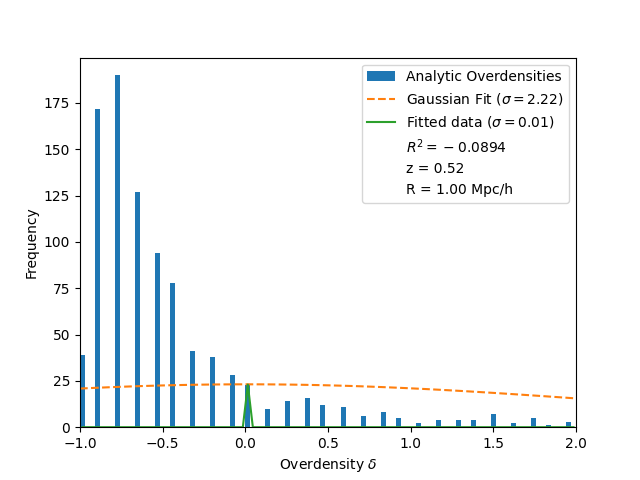 Analytic Overdensities
Gaussian Fit (σ = 2.22)
Fitted data (σ = 0.01)
R² = −0.0894
z = 0.52
R = 1.00 Mpc/h
175
150
125
100
75
50
25
0
Frequency
−1.0 −0.5 0.0 0.5 1.0 1.5 2.0
Overdensity δ